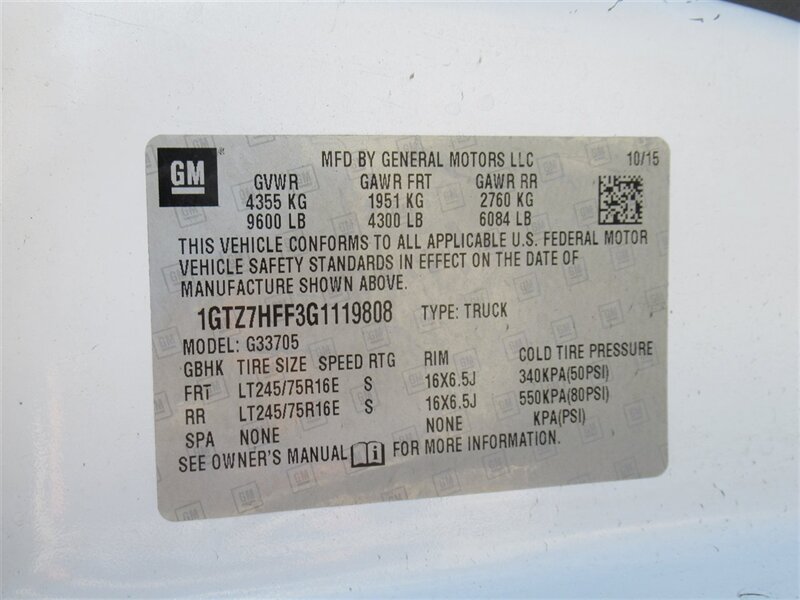 GM
MFD BY GENERAL MOTORS LLC 10/15
GVWR GAWR FRT GAWR RR
4355 KG 1951 KG 2760 KG
9600 LB 4300 LB 6084 LB
THIS VEHICLE CONFORMS TO ALL APPLICABLE U.S. FEDERAL MOTOR
VEHICLE SAFETY STANDARDS IN EFFECT ON THE DATE OF
MANUFACTURE SHOWN ABOVE.
1GTZ7HFF3G1119808 TYPE: TRUCK
MODEL: G33705
GBHK TIRE SIZE SPEED RTG RIM COLD TIRE PRESSURE
FRT LT245/75R16E S 16X6.5J 340KPA(50PSI)
RR LT245/75R16E S 16X6.5J 550KPA(80PSI)
SPA NONE NONE KPA(PSI)
SEE OWNER'S MANUAL i FOR MORE INFORMATION.